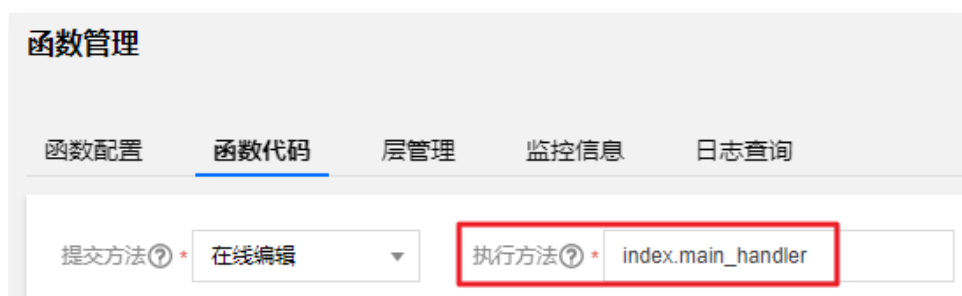 函数管理
函数配置 函数代码 层管理 监控信息 日志查询
提交方法? * 在线编辑 执行方法? * index.main_handler